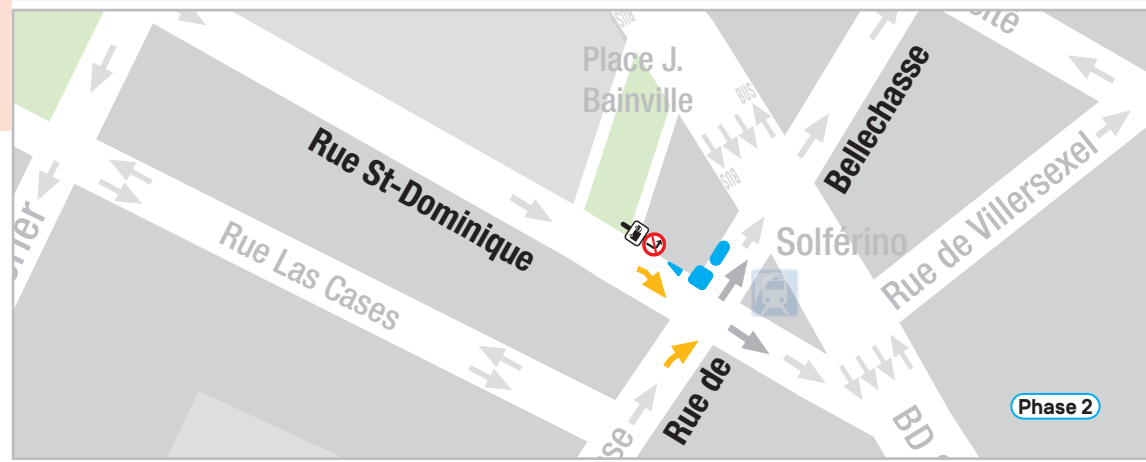 Place J.
Bainville
BUS
BUS
Bellechasse
Rue St-Dominique
Rue Las Cases
Solférino
Rue de Villersexel
Rue de
BD
Phase 2